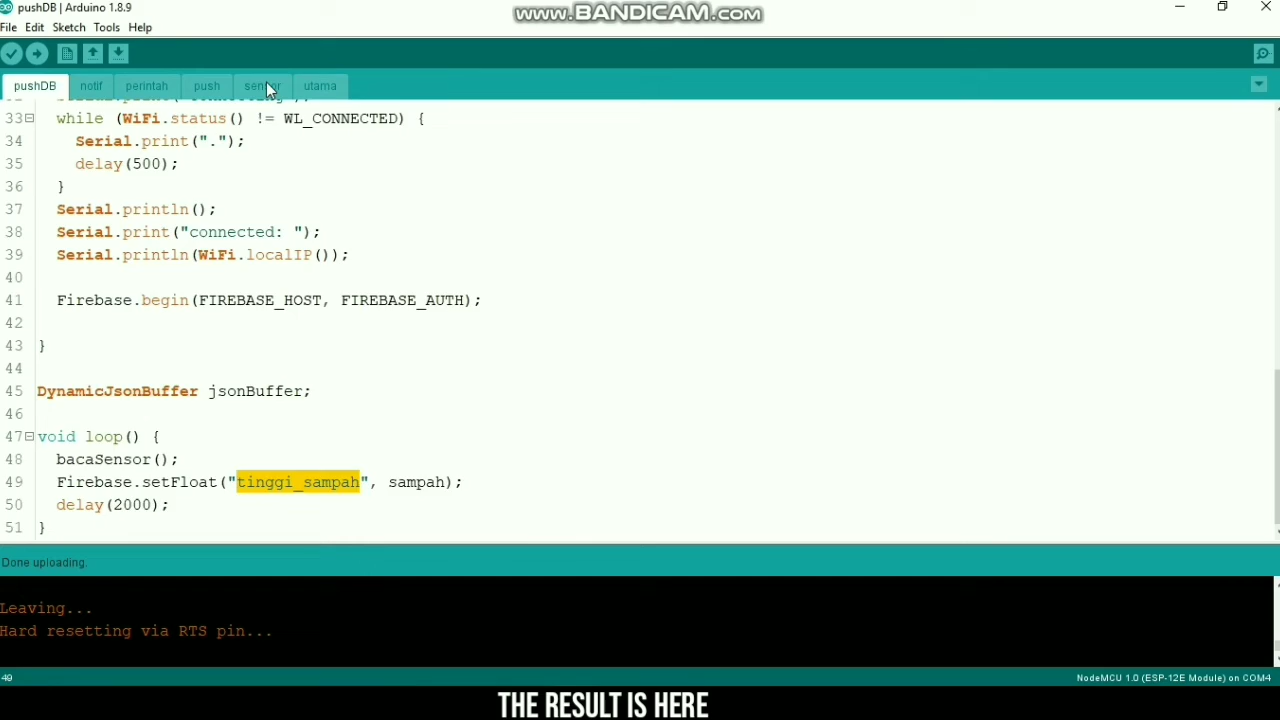 pushDB | Arduino 1.8.9
www.BANDICAM.com
File Edit Sketch Tools Help
pushDB notif perintah push sensor utama
33 while (WiFi.status() != WL_CONNECTED) {
34 Serial.print(".");
35 delay(500);
36 }
37 Serial.println();
38 Serial.print("connected: ");
39 Serial.println(WiFi.localIP());
40
41 Firebase.begin(FIREBASE_HOST, FIREBASE_AUTH);
42
43 }
44
45 DynamicJsonBuffer jsonBuffer;
46
47 void loop() {
48 bacaSensor();
49 Firebase.setFloat("tinggi_sampah", sampah);
50 delay(2000);
51 }
Done uploading.
Leaving...
Hard resetting via RTS pin...
49 NodeMCU 1.0 (ESP-12E Module) on COM4
THE RESULT IS HERE